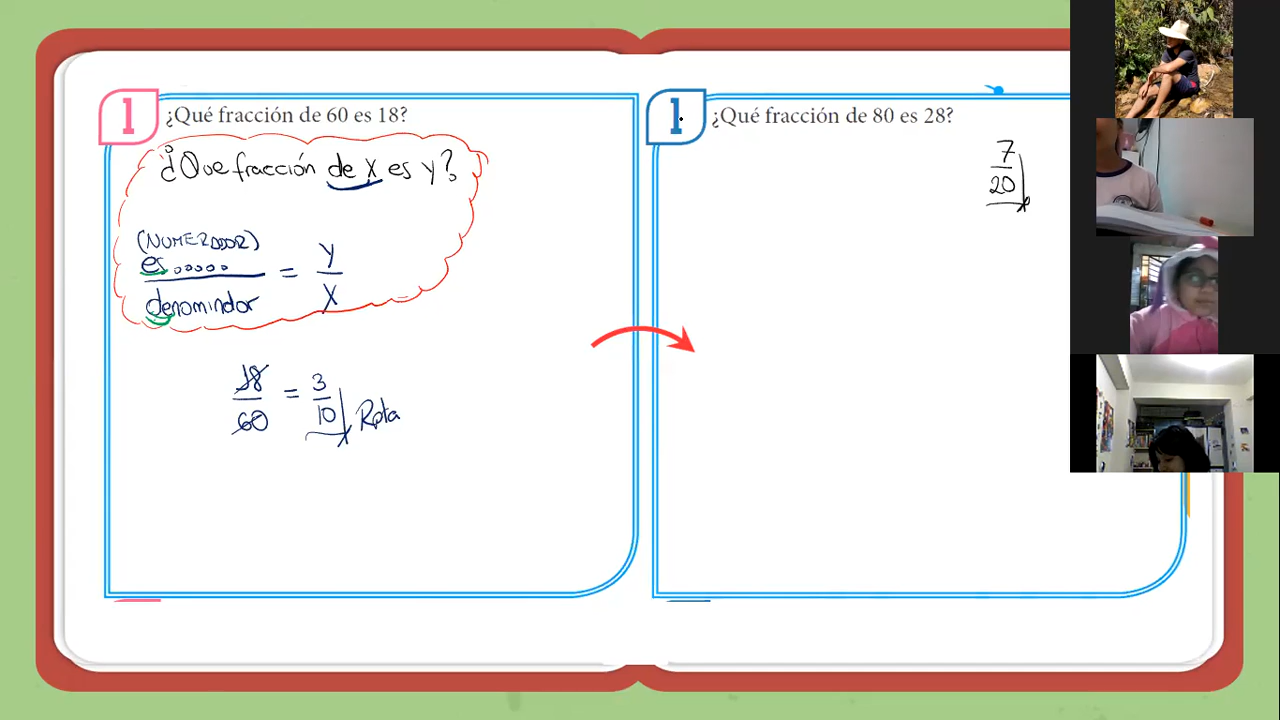 1
¿Qué fracción de 60 es 18?
¿Que fracción de X es y?
(NUMERADOR)
es..... = Y
denomindor X
18 = 3
60 10 Rpta
1
¿Qué fracción de 80 es 28?
7
20